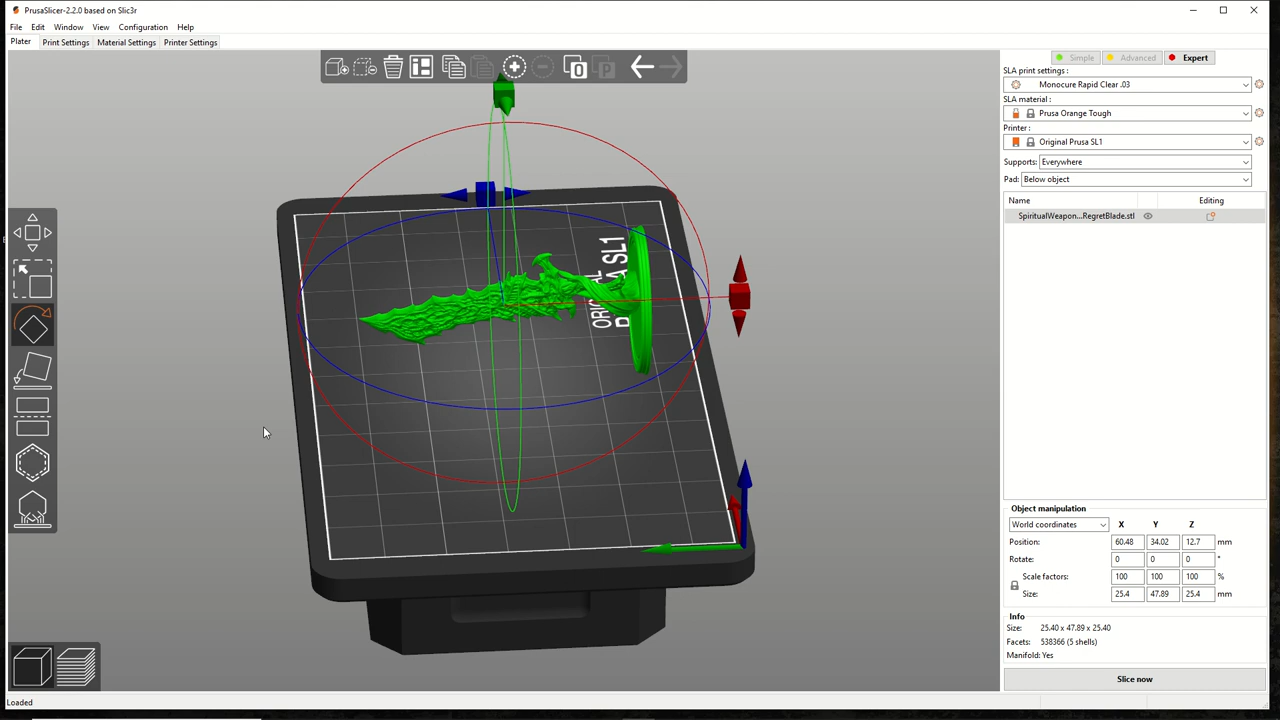 PrusaSlicer-2.2.0 based on Slic3r
File Edit Window View Configuration Help
Plater Print Settings Material Settings Printer Settings
Simple Advanced Expert
SLA print settings :
Monocure Rapid Clear .03
SLA material :
Prusa Orange Tough
Printer :
Original Prusa SL1
Supports: Everywhere
Pad: Below object
Name Editing
SpiritualWeapon...RegretBlade.stl
Object manipulation
World coordinates X Y Z
Position: 60.48 34.02 12.7 mm
Rotate: 0 0 0 °
Scale factors: 100 100 100 %
Size: 25.4 47.89 25.4 mm
Info
Size: 25.40 x 47.89 x 25.40
Facets: 538366 (5 shells)
Manifold: Yes
Slice now
Loaded